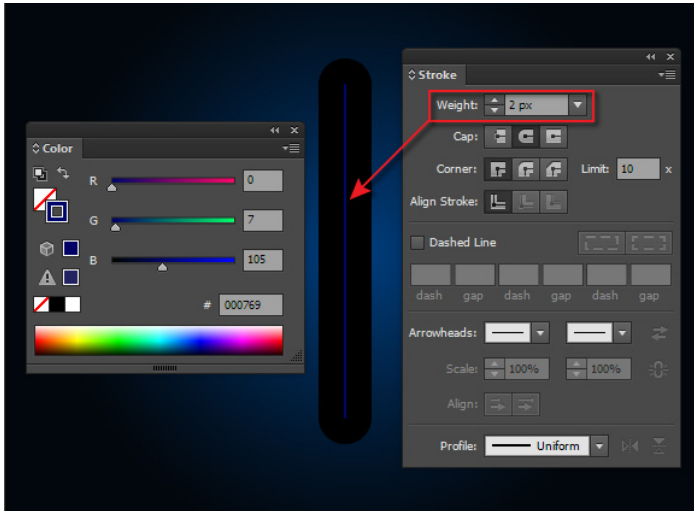 Stroke
Weight: 2 px
Cap:
Corner: Limit: 10 x
Align Stroke:
Dashed Line
dash gap dash gap dash gap
Arrowheads:
Scale: 100% 100%
Align:
Profile: Uniform
Color
R 0
G 7
B 105
# 000769